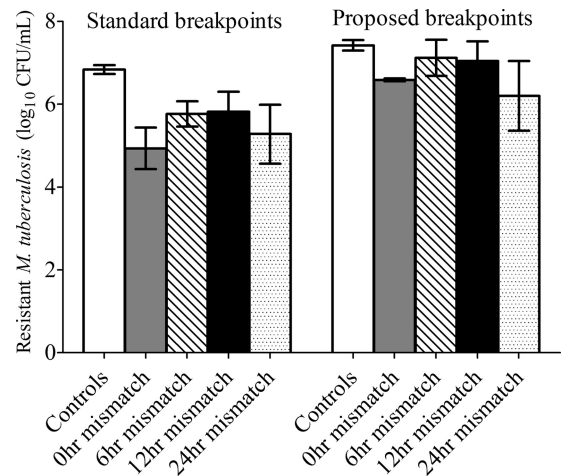 Standard breakpoints
Proposed breakpoints
Resistant M. tuberculosis (log10 CFU/mL)
8
6
4
2
0
Controls
0hr mismatch
6hr mismatch
12hr mismatch
24hr mismatch
Controls
0hr mismatch
6hr mismatch
12hr mismatch
24hr mismatch